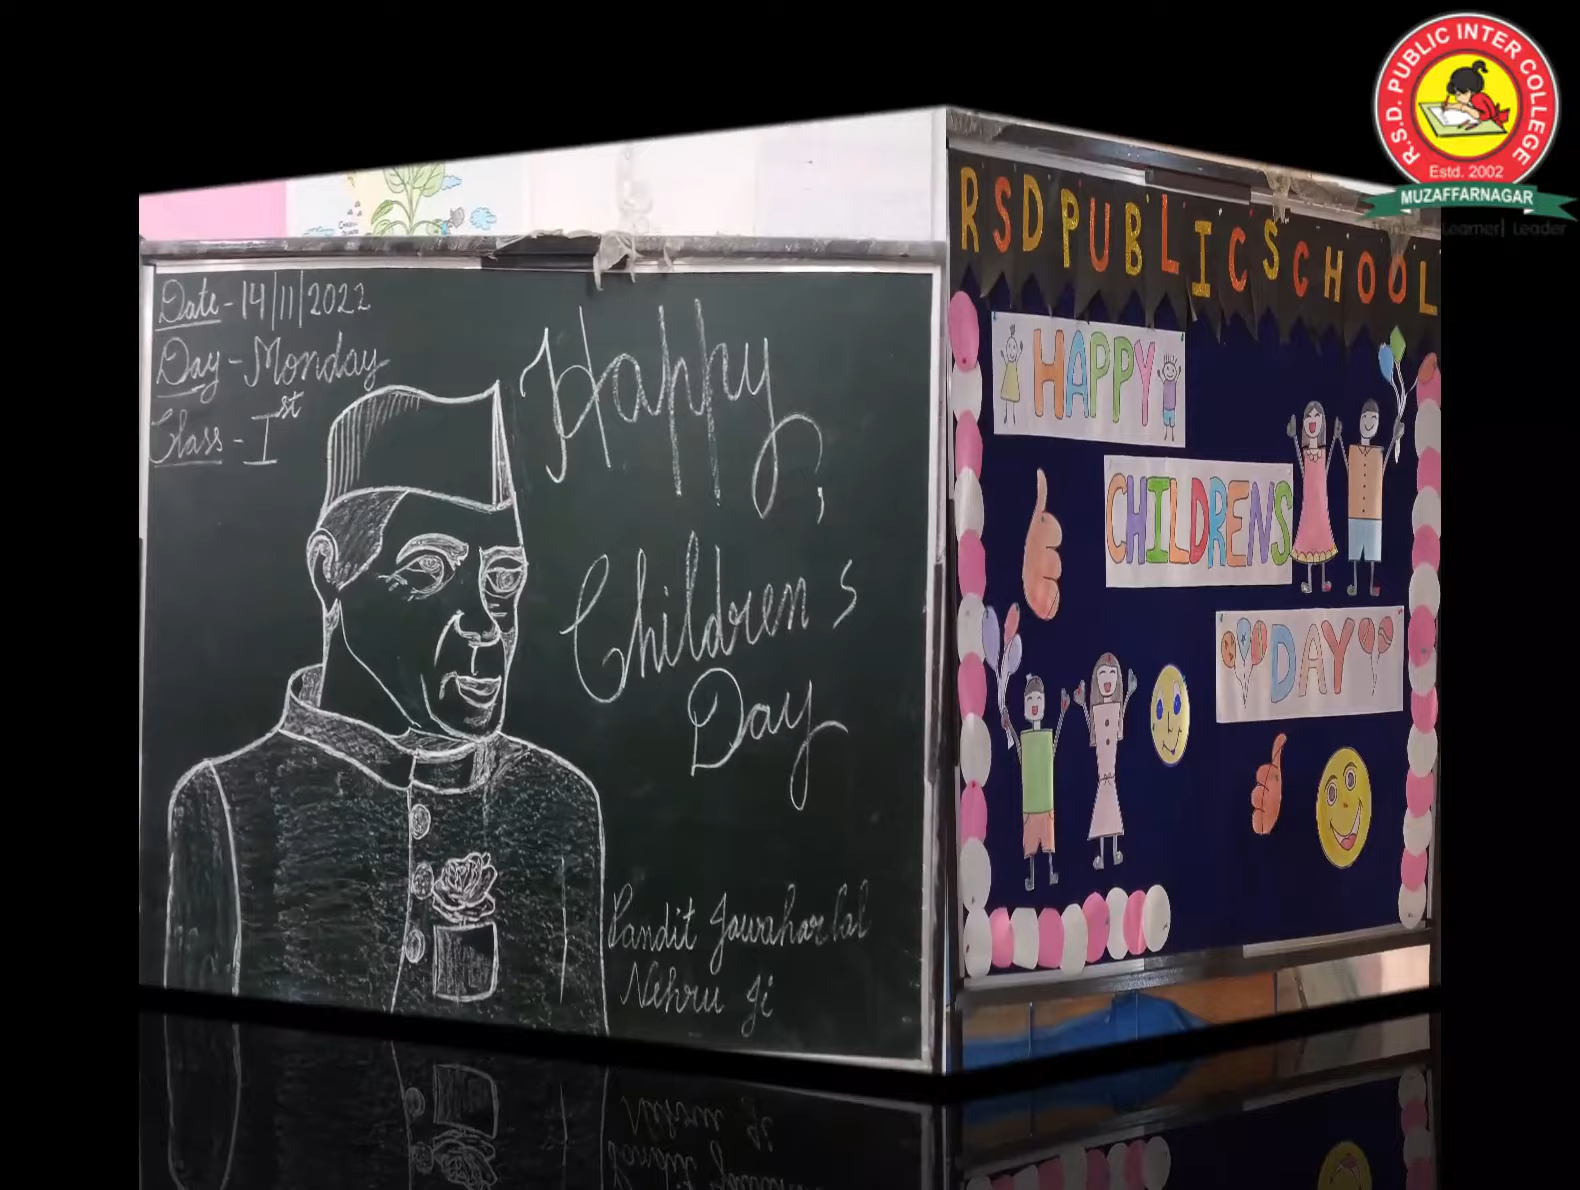 Date - 14/11/2022
Day - Monday
Class - Ist
Happy
Children's
Day
Pandit Jawaharlal
Nehru Ji
RSD PUBLIC SCHOOL
HAPPY
CHILDRENS
DAY
R.S.D. PUBLIC INTER COLLEGE
Estd. 2002
MUZAFFARNAGAR
Learner| Leader